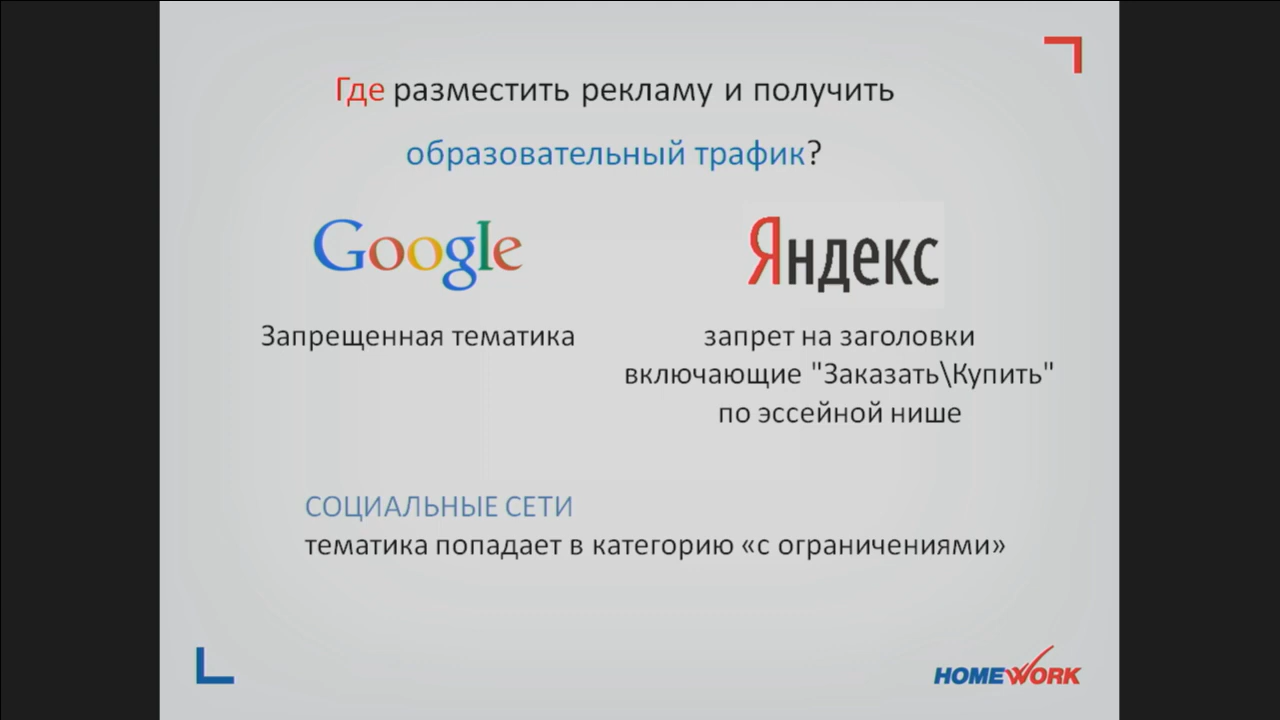 Где разместить рекламу и получить
образовательный трафик?
Google
Яндекс
Запрещенная тематика
запрет на заголовки
включающие "Заказать\Купить"
по эссейной нише
СОЦИАЛЬНЫЕ СЕТИ
тематика попадает в категорию «с ограничениями»
HOMEWORK